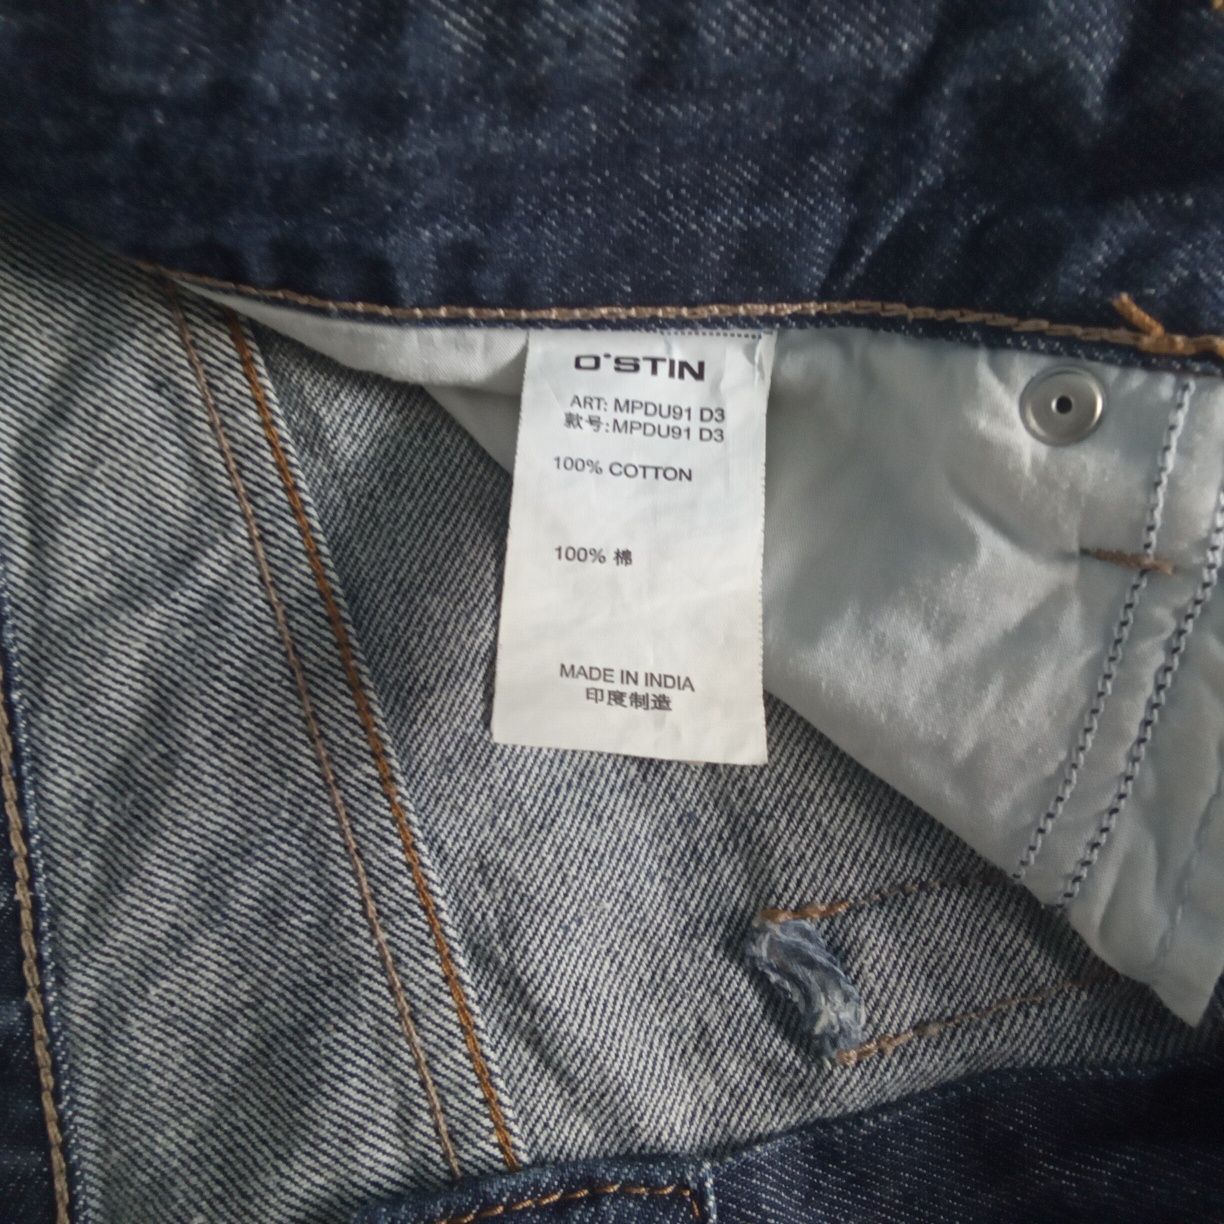 O'STIN
ART: MPDU91 D3
款号:MPDU91 D3
100% COTTON
100% 棉
MADE IN INDIA
印度制造